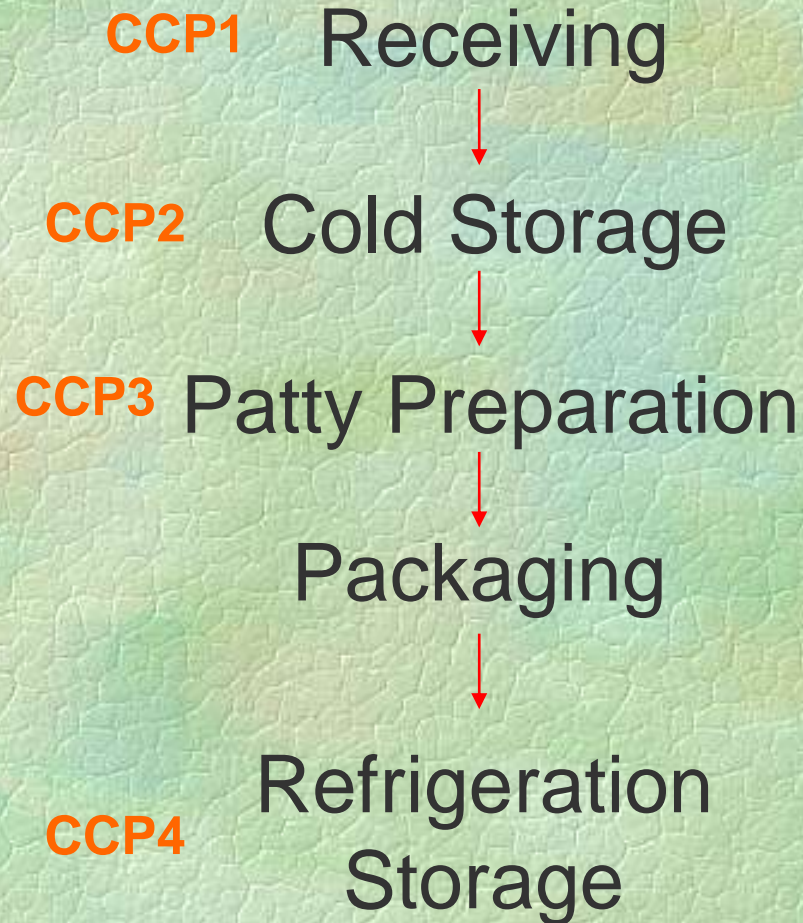 CCP1 Receiving
CCP2 Cold Storage
CCP3 Patty Preparation
Packaging
CCP4 Refrigeration
Storage